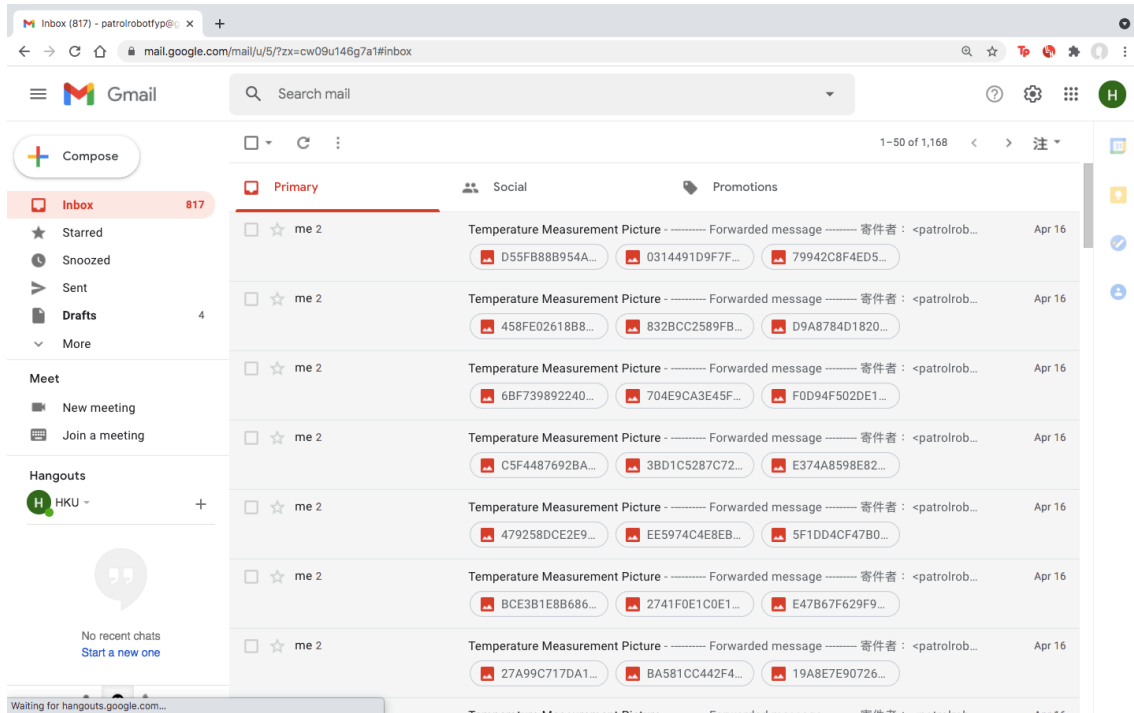 Inbox (817) - patrolrobotfyp@g
mail.google.com/mail/u/5/?zx=cw09u146g7a1#inbox
Tp
Gmail
Search mail
H
Compose
1–50 of 1,168
注
Primary
Social
Promotions
Inbox 817
Starred
Snoozed
Sent
Drafts 4
More
Meet
New meeting
Join a meeting
Hangouts
H HKU
No recent chats
Start a new one
Waiting for hangouts.google.com...
me 2 Temperature Measurement Picture - ---------- Forwarded message --------- 寄件者： <patrolrob... Apr 16
D55FB88B954A... 0314491D9F7F... 79942C8F4ED5...
me 2 Temperature Measurement Picture - ---------- Forwarded message --------- 寄件者： <patrolrob... Apr 16
458FE02618B8... 832BCC2589FB... D9A8784D1820...
me 2 Temperature Measurement Picture - ---------- Forwarded message --------- 寄件者： <patrolrob... Apr 16
6BF739892240... 704E9CA3E45F... F0D94F502DE1...
me 2 Temperature Measurement Picture - ---------- Forwarded message --------- 寄件者： <patrolrob... Apr 16
C5F4487692BA... 3BD1C5287C72... E374A8598E82...
me 2 Temperature Measurement Picture - ---------- Forwarded message --------- 寄件者： <patrolrob... Apr 16
479258DCE2E9... EE5974C4E8EB... 5F1DD4CF47B0...
me 2 Temperature Measurement Picture - ---------- Forwarded message --------- 寄件者： <patrolrob... Apr 16
BCE3B1E8B686... 2741F0E1C0E1... E47B67F629F9...
me 2 Temperature Measurement Picture - ---------- Forwarded message --------- 寄件者： <patrolrob... Apr 16
27A99C717DA1... BA581CC442F4... 19A8E7E90726...